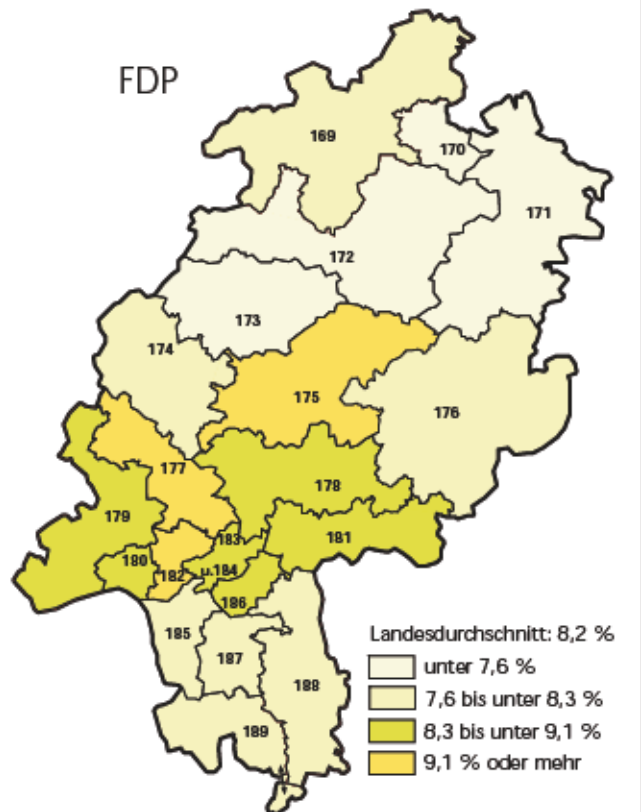 FDP
169
170
171
172
173
174
175
176
177
178
179
180
181
182
183
u.184
185
186
187
188
189
Landesdurchschnitt: 8,2 %
unter 7,6 %
7,6 bis unter 8,3 %
8,3 bis unter 9,1 %
9,1 % oder mehr